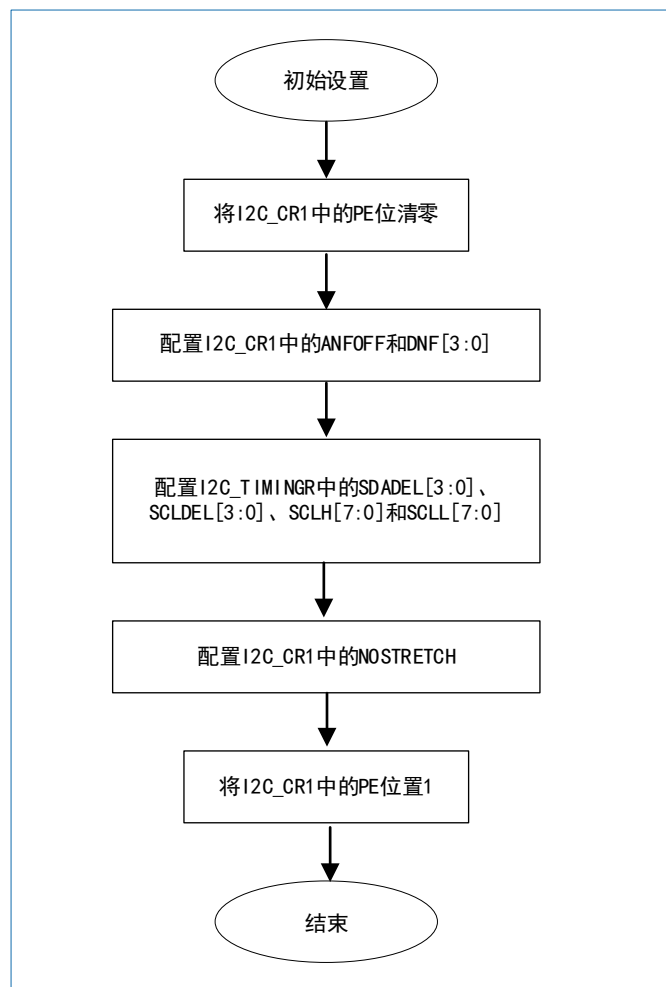 初始设置
将I2C_CR1中的PE位清零
配置I2C_CR1中的ANFOFF和DNF[3:0]
配置I2C_TIMINGR中的SDADEL[3:0]、
SCLDEL[3:0]、SCLH[7:0]和SCLL[7:0]
配置I2C_CR1中的NOSTRETCH
将I2C_CR1中的PE位置1
结束